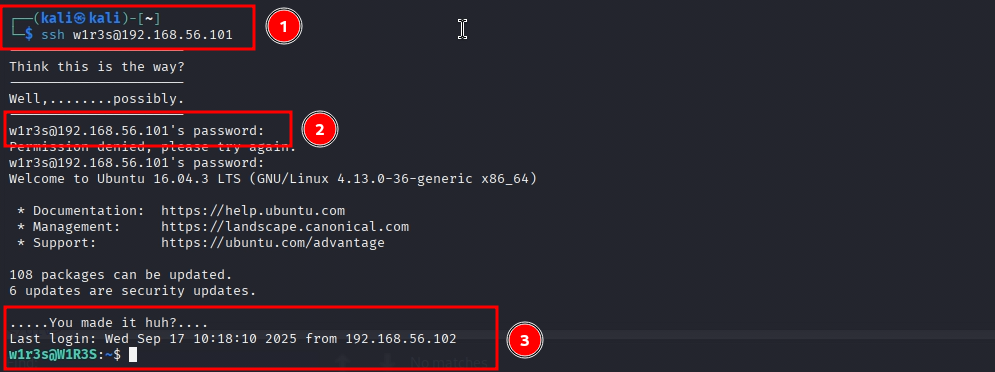 ┌──(kali㉿kali)-[~]
└─$ ssh w1r3s@192.168.56.101
1
----------------------
Think this is the way?
----------------------
Well,........possibly.
----------------------
w1r3s@192.168.56.101's password:
2
Permission denied, please try again.
w1r3s@192.168.56.101's password:
Welcome to Ubuntu 16.04.3 LTS (GNU/Linux 4.13.0-36-generic x86_64)
 * Documentation:  https://help.ubuntu.com
 * Management:     https://landscape.canonical.com
 * Support:        https://ubuntu.com/advantage
108 packages can be updated.
6 updates are security updates.
.....You made it huh?....
Last login: Wed Sep 17 10:18:10 2025 from 192.168.56.102
3
w1r3s@W1R3S:~$
No matches